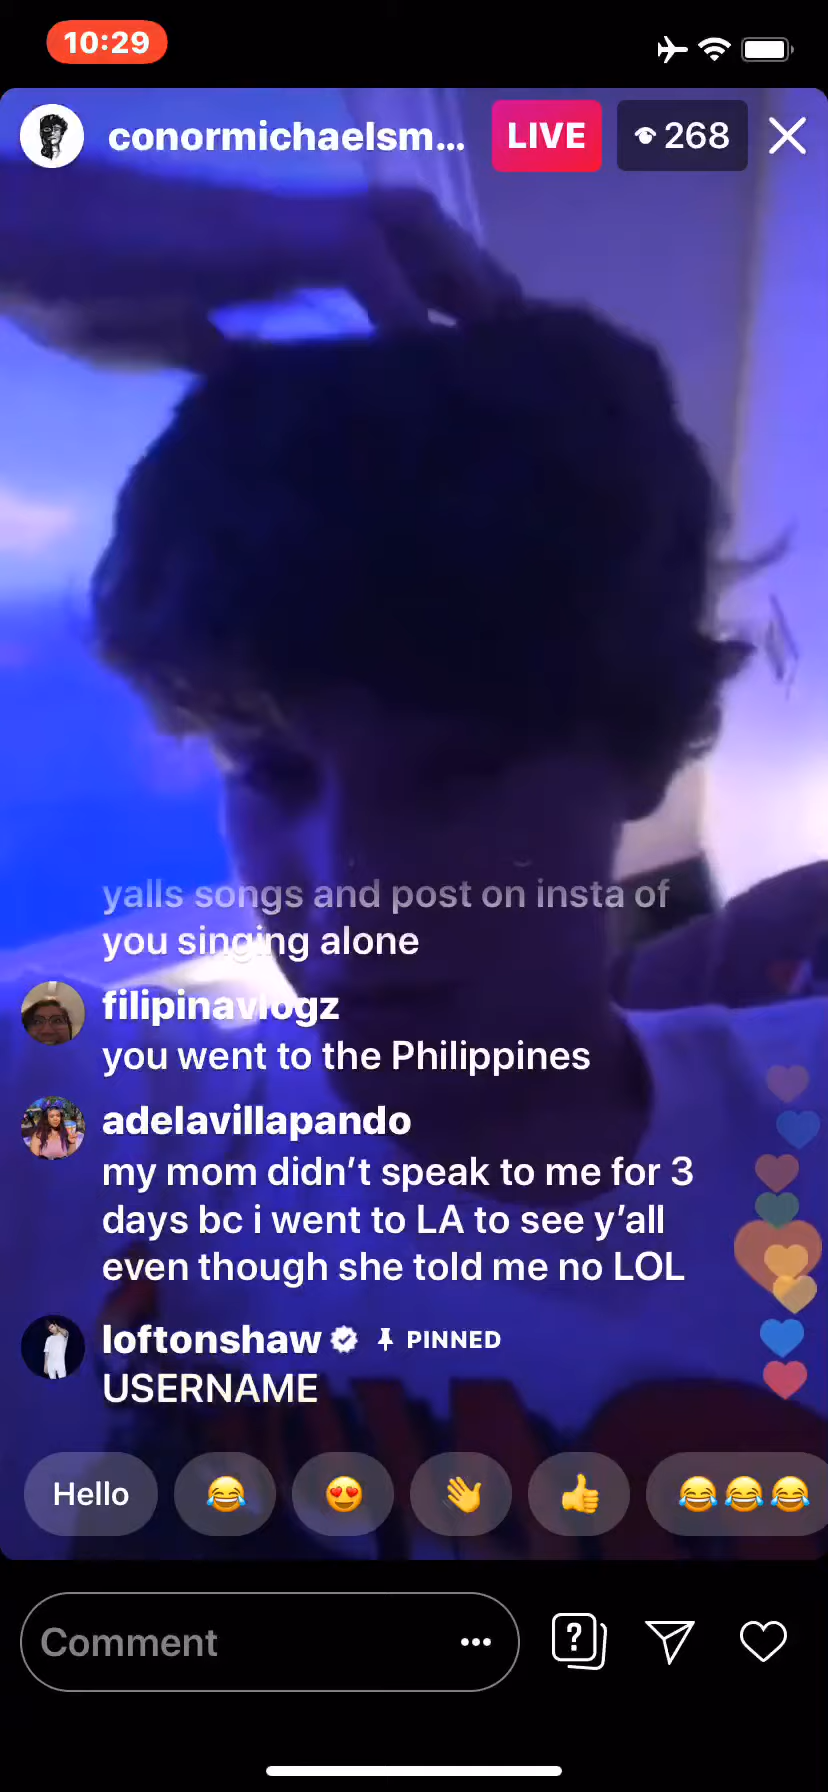 10:29
conormichaelsm...
LIVE
268
yalls songs and post on insta of
you singing alone
filipinavlogz
you went to the Philippines
adelavillapando
my mom didn't speak to me for 3
days bc i went to LA to see y'all
even though she told me no LOL
loftonshaw PINNED
USERNAME
Hello 😂 😍 👋 👍 😂😂😂
Comment ...
?